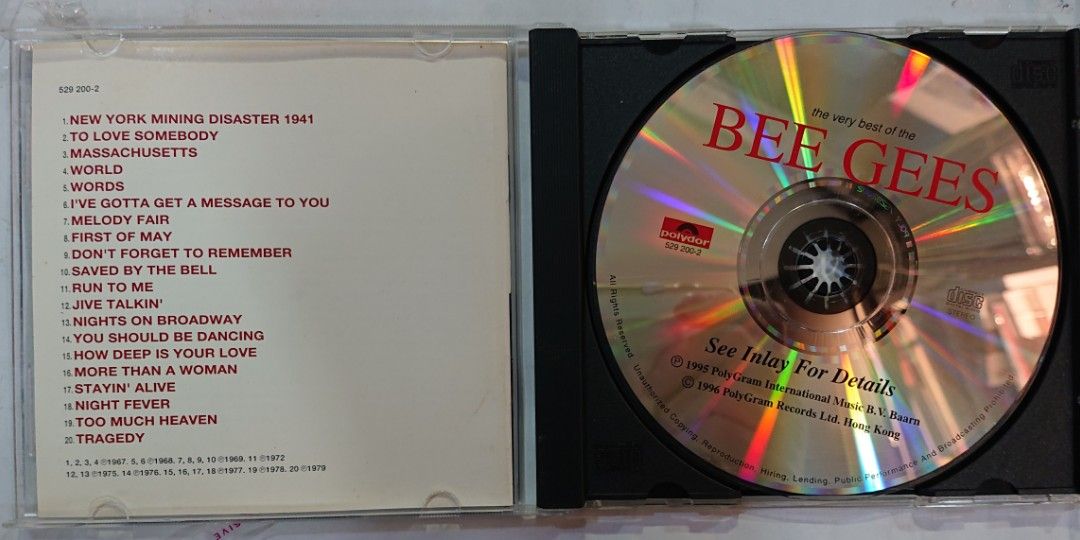 529 200-2
1. NEW YORK MINING DISASTER 1941
2. TO LOVE SOMEBODY
3. MASSACHUSETTS
4. WORLD
5. WORDS
6. I'VE GOTTA GET A MESSAGE TO YOU
7. MELODY FAIR
8. FIRST OF MAY
9. DON'T FORGET TO REMEMBER
10. SAVED BY THE BELL
11. RUN TO ME
12. JIVE TALKIN'
13. NIGHTS ON BROADWAY
14. YOU SHOULD BE DANCING
15. HOW DEEP IS YOUR LOVE
16. MORE THAN A WOMAN
17. STAYIN' ALIVE
18. NIGHT FEVER
19. TOO MUCH HEAVEN
20. TRAGEDY
1, 2, 3, 4 ℗1967. 5, 6 ℗1968. 7, 8, 9, 10 ℗1969. 11 ℗1972
12, 13 ℗1975. 14 ℗1976. 15, 16, 17, 18 ℗1977. 19 ℗1978. 20 ℗1979
the very best of the
BEE GEES
polydor
529 200-2
disc
STEREO
See Inlay For Details
℗ 1995 PolyGram International Music B.V. Baarn
© 1996 PolyGram Records Ltd. Hong Kong
All Rights Reserved. Unauthorized Copying, Reproduction, Hiring, Lending, Public Performance And Broadcasting Prohibited
disc